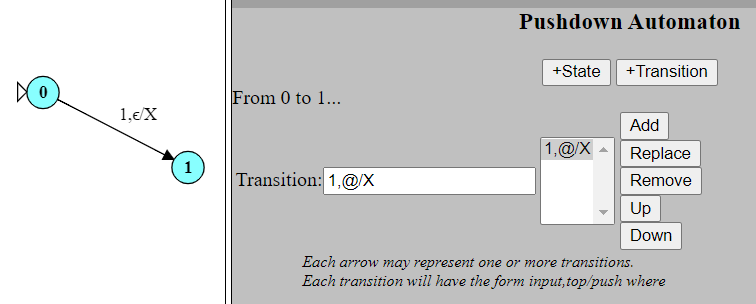 0
1,ϵ/X
1
Pushdown Automaton
+State
+Transition
From 0 to 1...
Transition:
1,@/X
1,@/X
Add
Replace
Remove
Up
Down
Each arrow may represent one or more transitions.
Each transition will have the form input,top/push where